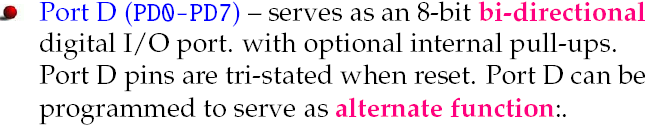 Port D (PD0-PD7) – serves as an 8-bit bi-directional
digital I/O port. with optional internal pull-ups.
Port D pins are tri-stated when reset. Port D can be
programmed to serve as alternate function:.